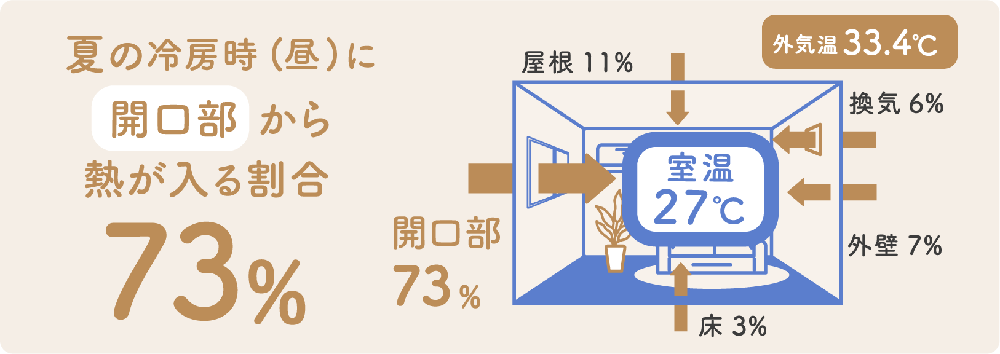 夏の冷房時(昼)に
開口部から
熱が入る割合
73%
外気温33.4℃
屋根 11%
換気 6%
室温
27℃
開口部
73%
外壁 7%
床 3%